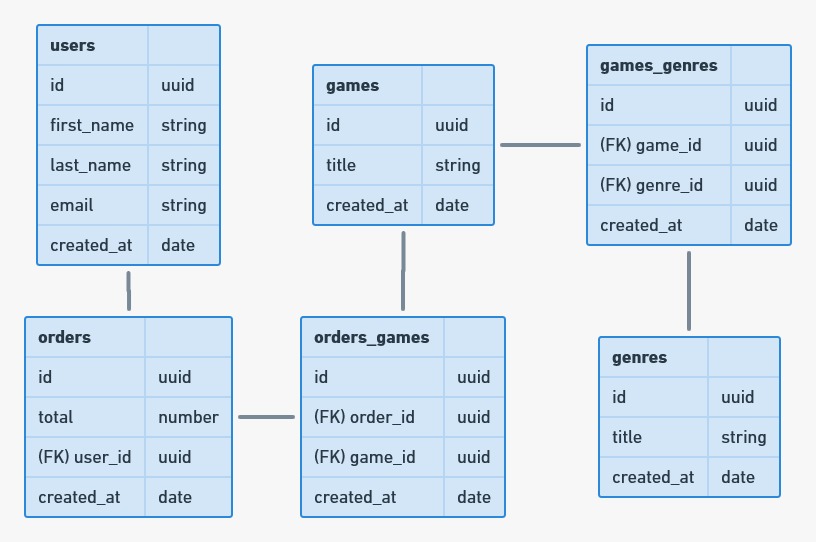 users
id uuid
first_name string
last_name string
email string
created_at date
games
id uuid
title string
created_at date
games_genres
id uuid
(FK) game_id uuid
(FK) genre_id uuid
created_at date
orders
id uuid
total number
(FK) user_id uuid
created_at date
orders_games
id uuid
(FK) order_id uuid
(FK) game_id uuid
created_at date
genres
id uuid
title string
created_at date